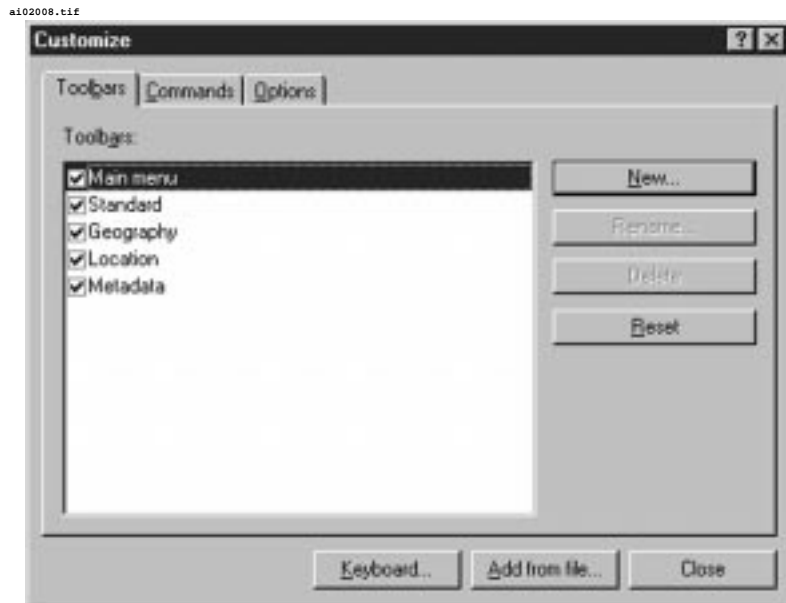 ai02008.tif
Customize
Toolbars Commands Options
Toolbars:
Main menu
Standard
Geography
Location
Metadata
New...
Rename...
Delete
Reset
Keyboard... Add from file... Close